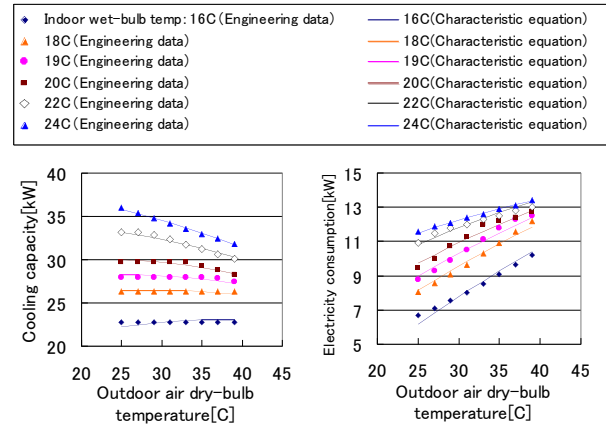 Indoor wet-bulb temp: 16C(Engineering data)
18C(Engineering data)
19C(Engineering data)
20C(Engineering data)
22C(Engineering data)
24C(Engineering data)
16C(Characteristic equation)
18C(Characteristic equation)
19C(Characteristic equation)
20C(Characteristic equation)
22C(Characteristic equation)
24C(Characteristic equation)
Cooling capacity[kW]
40
35
30
25
20
20 25 30 35 40 45
Outdoor air dry-bulb
temperature[C]
Electricity consumption[kW]
15
13
11
9
7
5
20 25 30 35 40 45
Outdoor air dry-bulb
temperature[C]